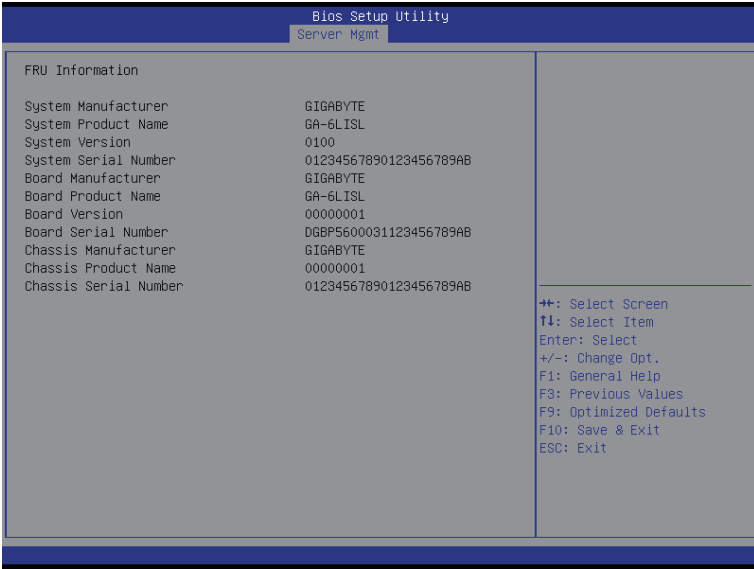 Bios Setup Utility
Server Mgmt
FRU Information
System Manufacturer GIGABYTE
System Product Name GA-6LISL
System Version 0100
System Serial Number 01234567890123456789AB
Board Manufacturer GIGABYTE
Board Product Name GA-6LISL
Board Version 00000001
Board Serial Number DGBP5600031123456789AB
Chassis Manufacturer GIGABYTE
Chassis Product Name 00000001
Chassis Serial Number 01234567890123456789AB
→←: Select Screen
↑↓: Select Item
Enter: Select
+/-: Change Opt.
F1: General Help
F3: Previous Values
F9: Optimized Defaults
F10: Save & Exit
ESC: Exit